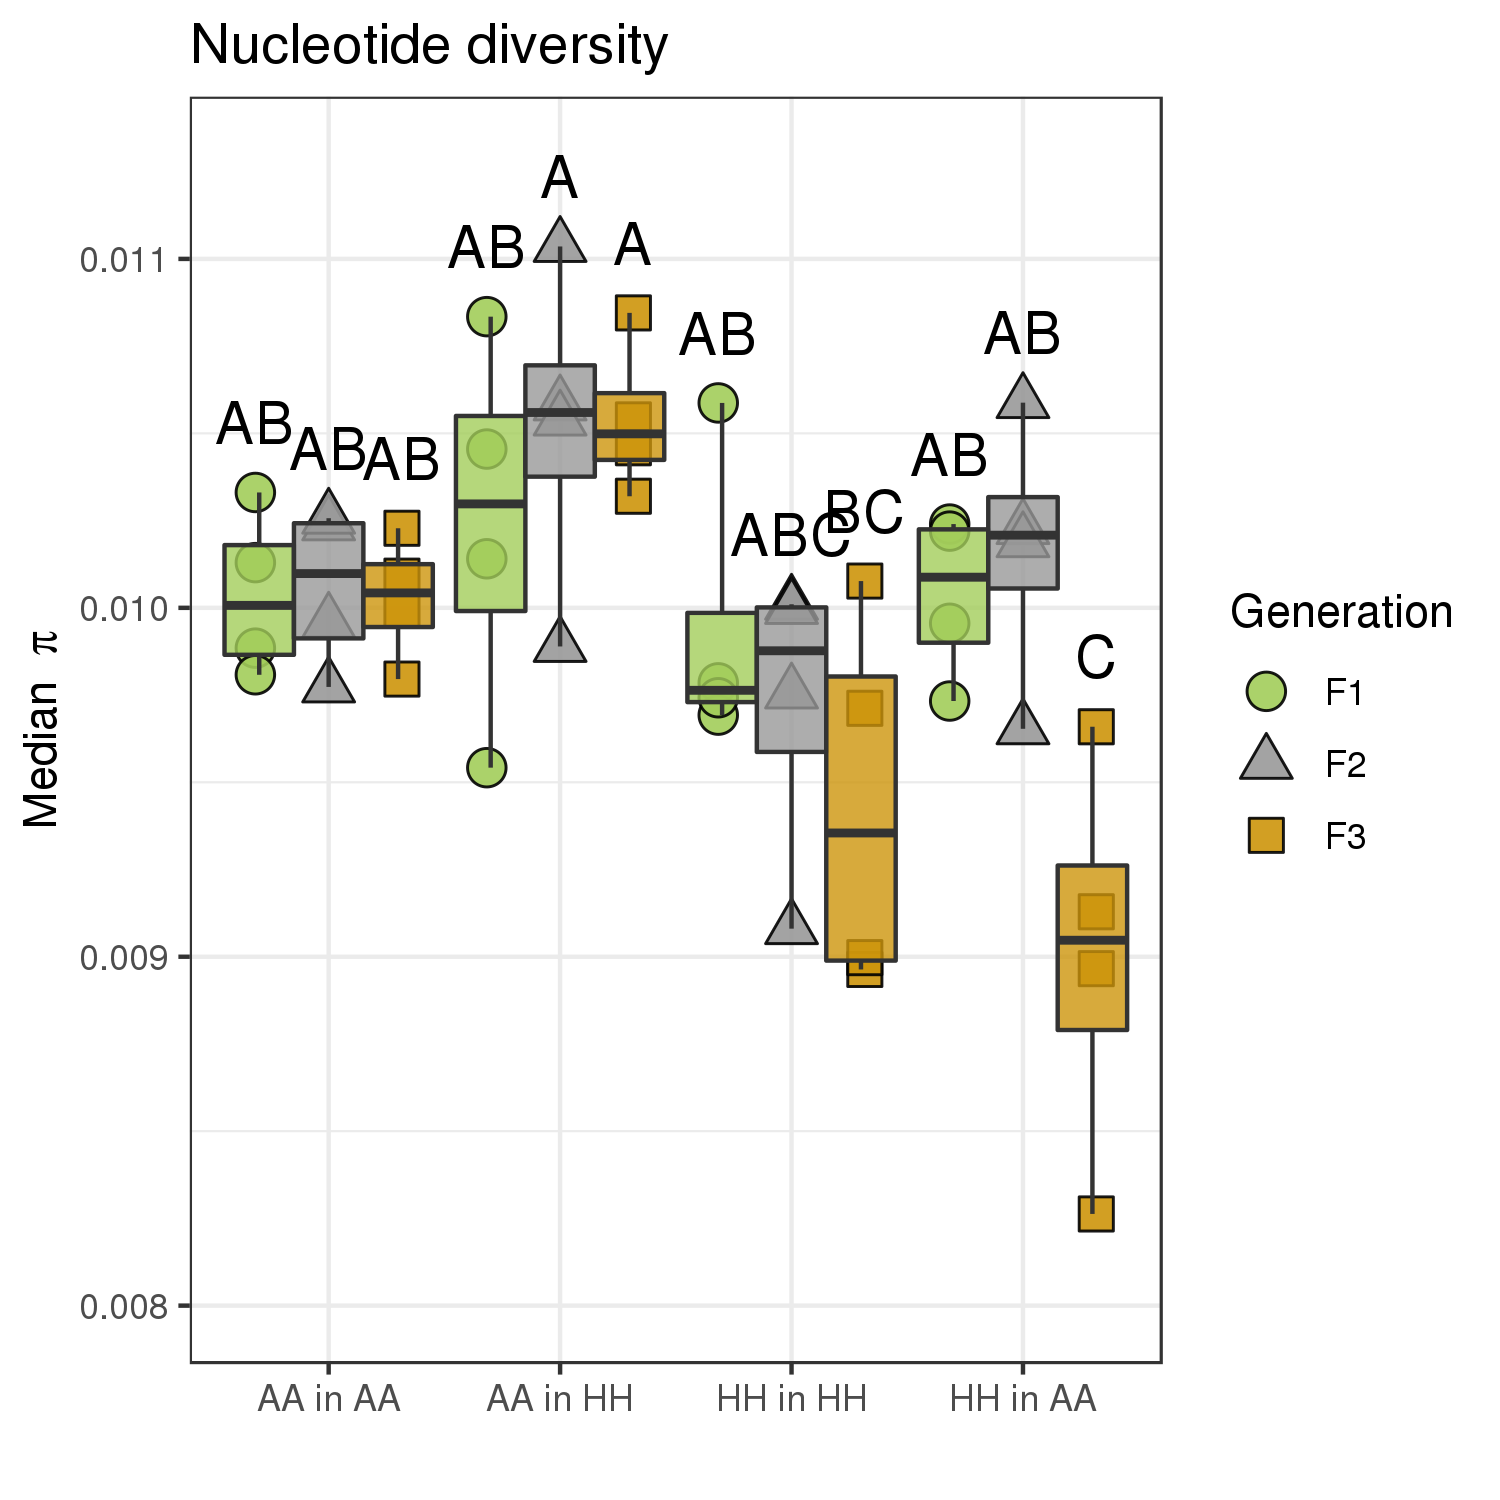 Nucleotide diversity
Median π
0.011
0.010
0.009
0.008
AB
AB
AB
AB
A
A
AB
ABC
BC
AB
AB
C
AA in AA
AA in HH
HH in HH
HH in AA
Generation
F1
F2
F3